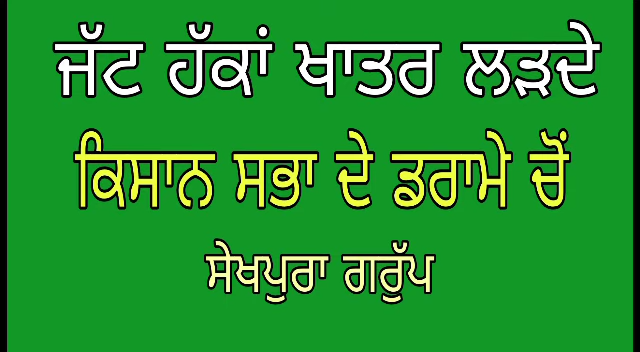 ਜੱਟ ਹੱਕਾਂ ਖਾਤਰ ਲੜਦੇ
ਕਿਸਾਨ ਸਭਾ ਦੇ ਡਰਾਮੇ ਚੋਂ
ਸੇਖਪੁਰਾ ਗਰੁੱਪ